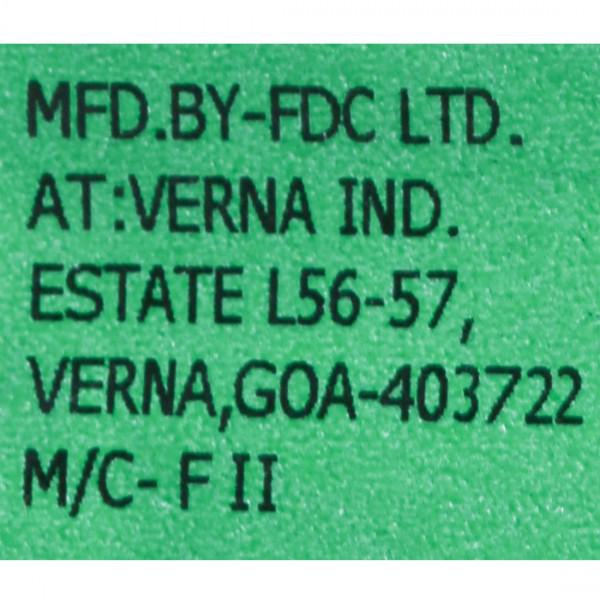 MFD.BY-FDC LTD.
AT:VERNA IND.
ESTATE L56-57,
VERNA,GOA-403722
M/C- F II